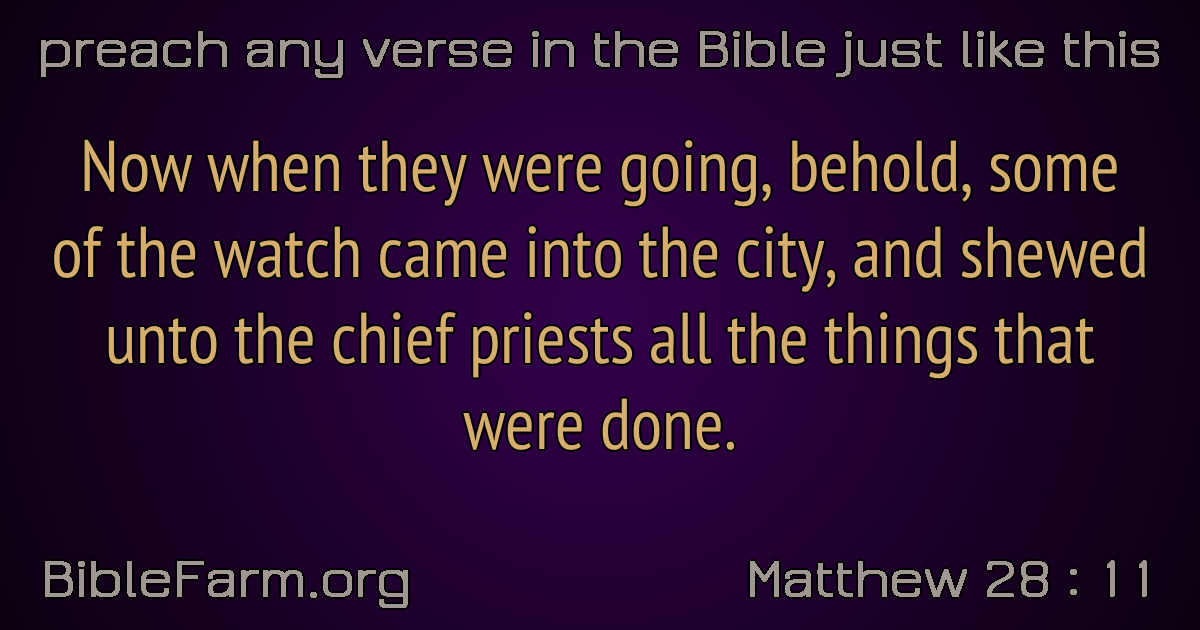 preach any verse in the Bible just like this
Now when they were going, behold, some
of the watch came into the city, and shewed
unto the chief priests all the things that
were done.
BibleFarm.org
Matthew 28 : 11